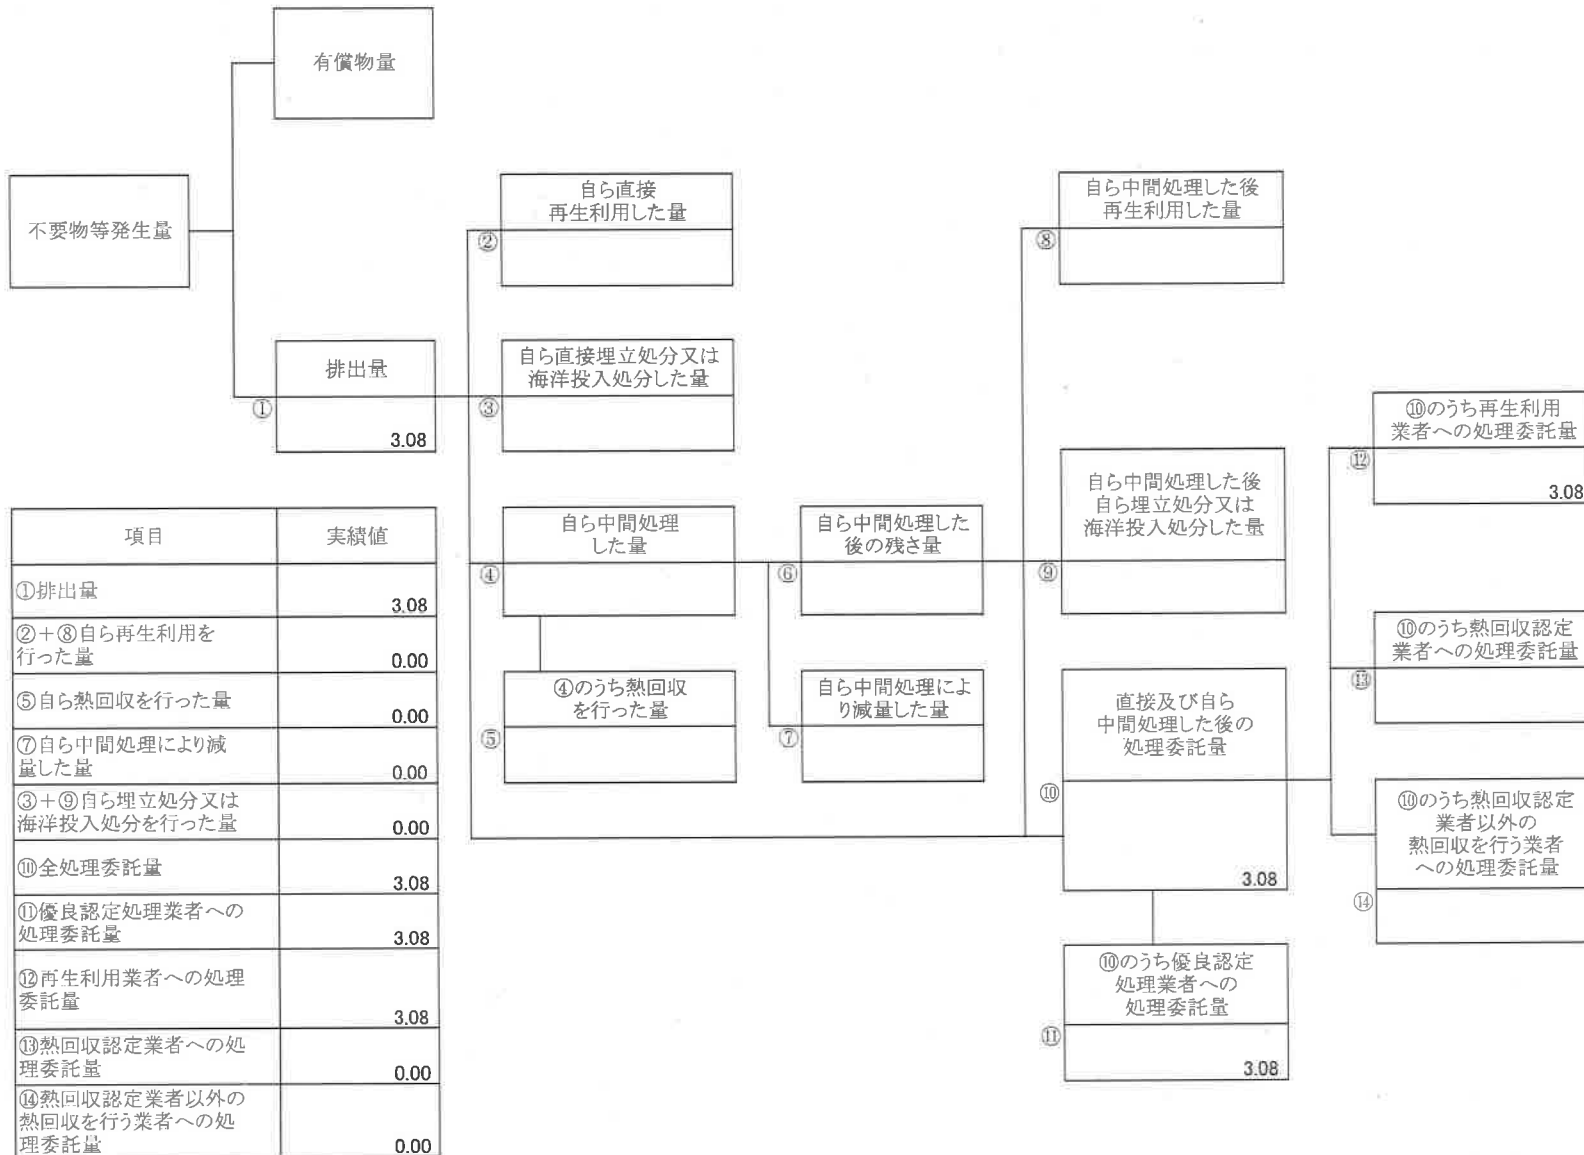 有償物量
不要物等発生量
自ら直接
再生利用した量
②
自ら中間処理した後
再生利用した量
⑧
排出量
①
3.08
自ら直接埋立処分又は
海洋投入処分した量
③
⑩のうち再生利用
業者への処理委託量
⑫
3.08
自ら中間処理した後
自ら埋立処分又は
海洋投入処分した量
⑨
自ら中間処理
した量
④
自ら中間処理した
後の残さ量
⑥
④のうち熱回収
を行った量
⑤
自ら中間処理によ
り減量した量
⑦
直接及び自ら
中間処理した後の
処理委託量
⑩
3.08
⑩のうち熱回収認定
業者への処理委託量
⑬
⑩のうち熱回収認定
業者以外の
熱回収を行う業者
への処理委託量
⑭
⑩のうち優良認定
処理業者への
処理委託量
⑪
3.08
項目 実績値
①排出量
3.08
②+⑧自ら再生利用を
行った量 0.00
⑤自ら熱回収を行った量
0.00
⑦自ら中間処理により減
量した量 0.00
③+⑨自ら埋立処分又は
海洋投入処分を行った量 0.00
⑩全処理委託量
3.08
⑪優良認定処理業者への
処理委託量 3.08
⑫再生利用業者への処理
委託量
3.08
⑬熱回収認定業者への処
理委託量 0.00
⑭熱回収認定業者以外の
熱回収を行う業者への処
理委託量 0.00